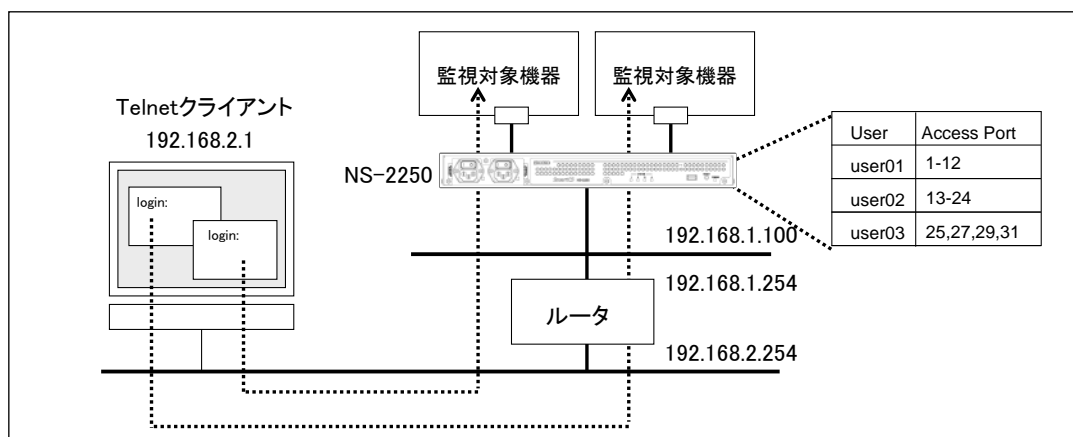 監視対象機器
監視対象機器
Telnetクライアント
192.168.2.1
login:
login:
NS-2250
User Access Port
user01 1-12
user02 13-24
user03 25,27,29,31
192.168.1.100
192.168.1.254
ルータ
192.168.2.254